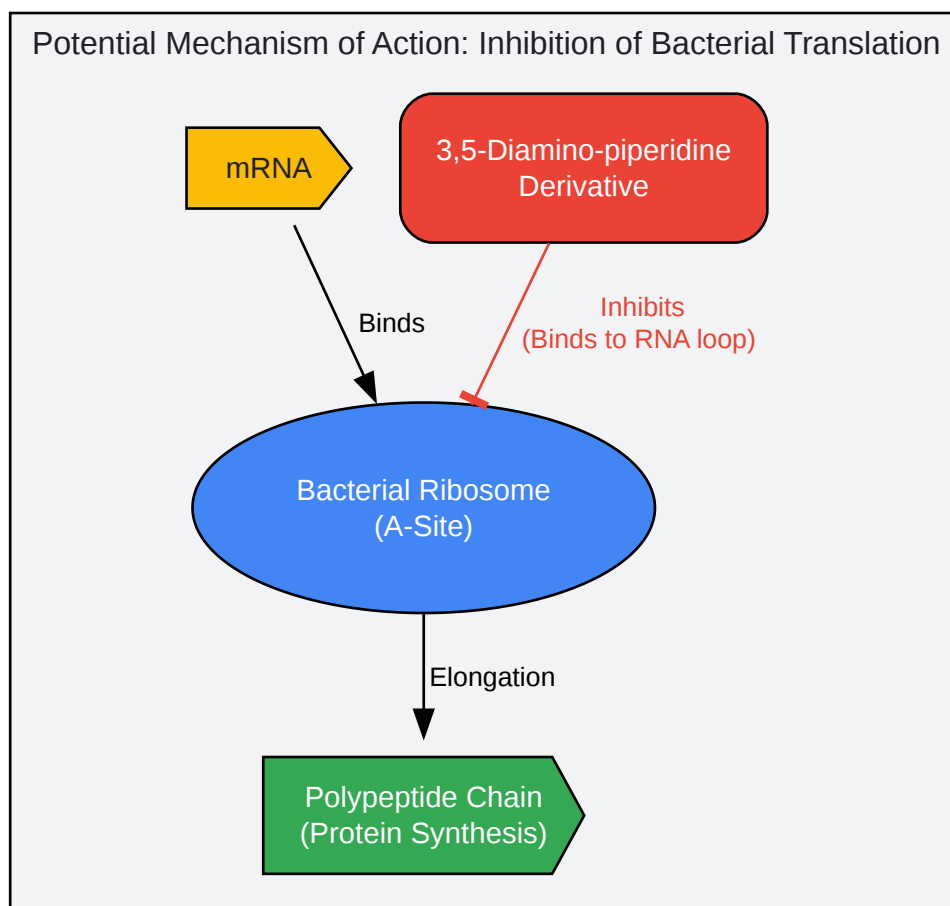 Potential Mechanism of Action: Inhibition of Bacterial Translation
mRNA
3,5-Diamino-piperidine
Derivative
Binds
Inhibits
(Binds to RNA loop)
Bacterial Ribosome
(A-Site)
Elongation
Polypeptide Chain
(Protein Synthesis)